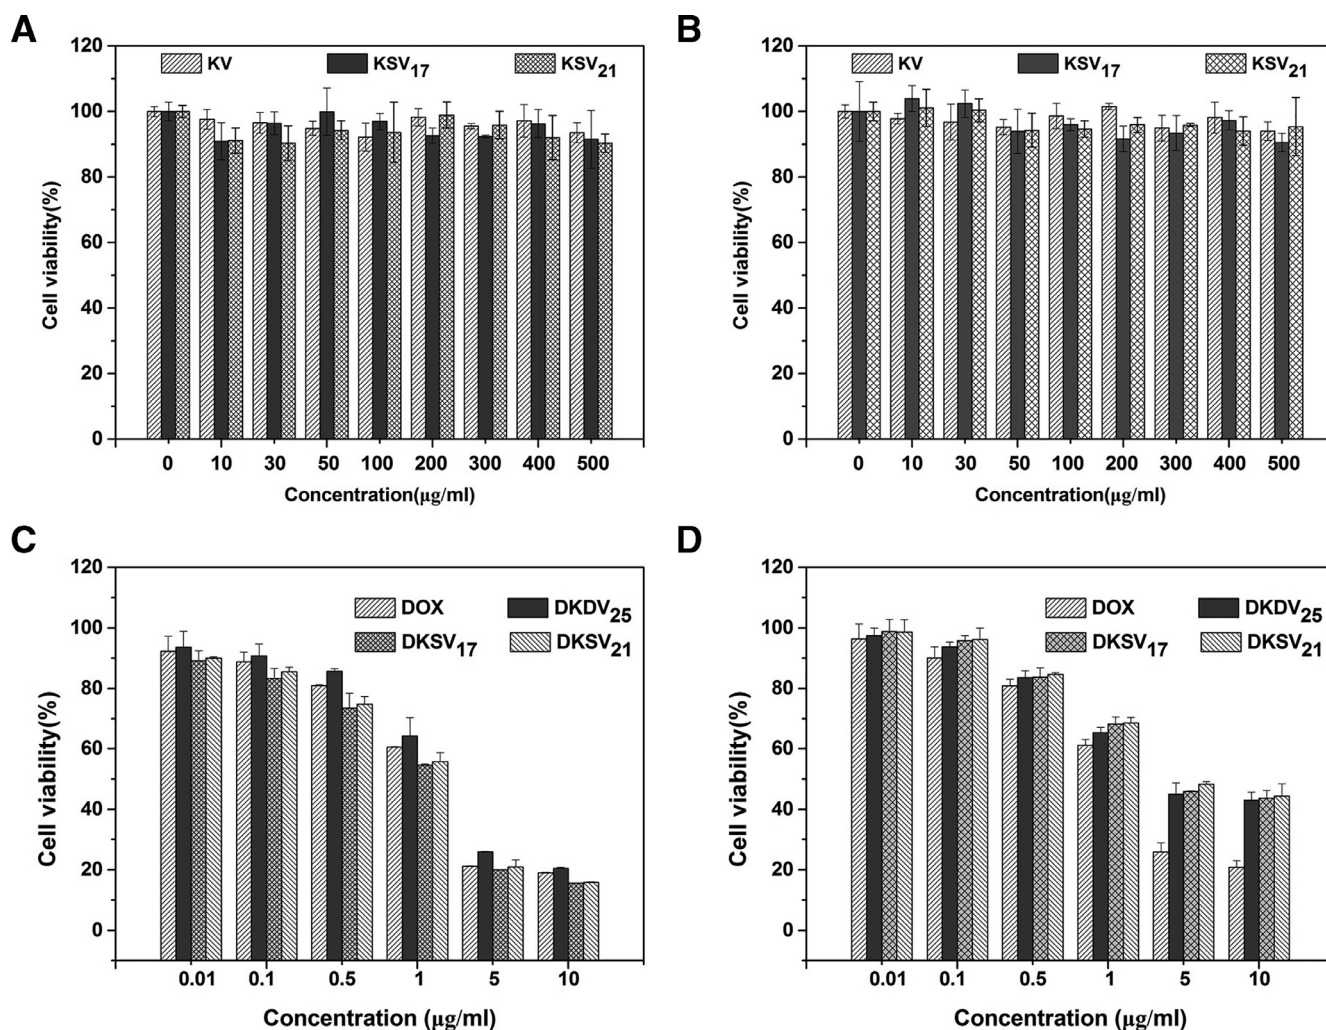 A
120
100
80
60
40
20
0
Cell viability(%)
KV KSV17 KSV21
0 10 30 50 100 200 300 400 500
Concentration(μg/ml)
B
120
100
80
60
40
20
0
Cell viability(%)
KV KSV17 KSV21
0 10 30 50 100 200 300 400 500
Concentration(μg/ml)
C
120
100
80
60
40
20
0
Cell viability(%)
DOX DKDV25
DKSV17 DKSV21
0.01 0.1 0.5 1 5 10
Concentration (μg/ml)
D
120
100
80
60
40
20
0
Cell viability(%)
DOX DKDV25
DKSV17 DKSV21
0.01 0.1 0.5 1 5 10
Concentration (μg/ml)